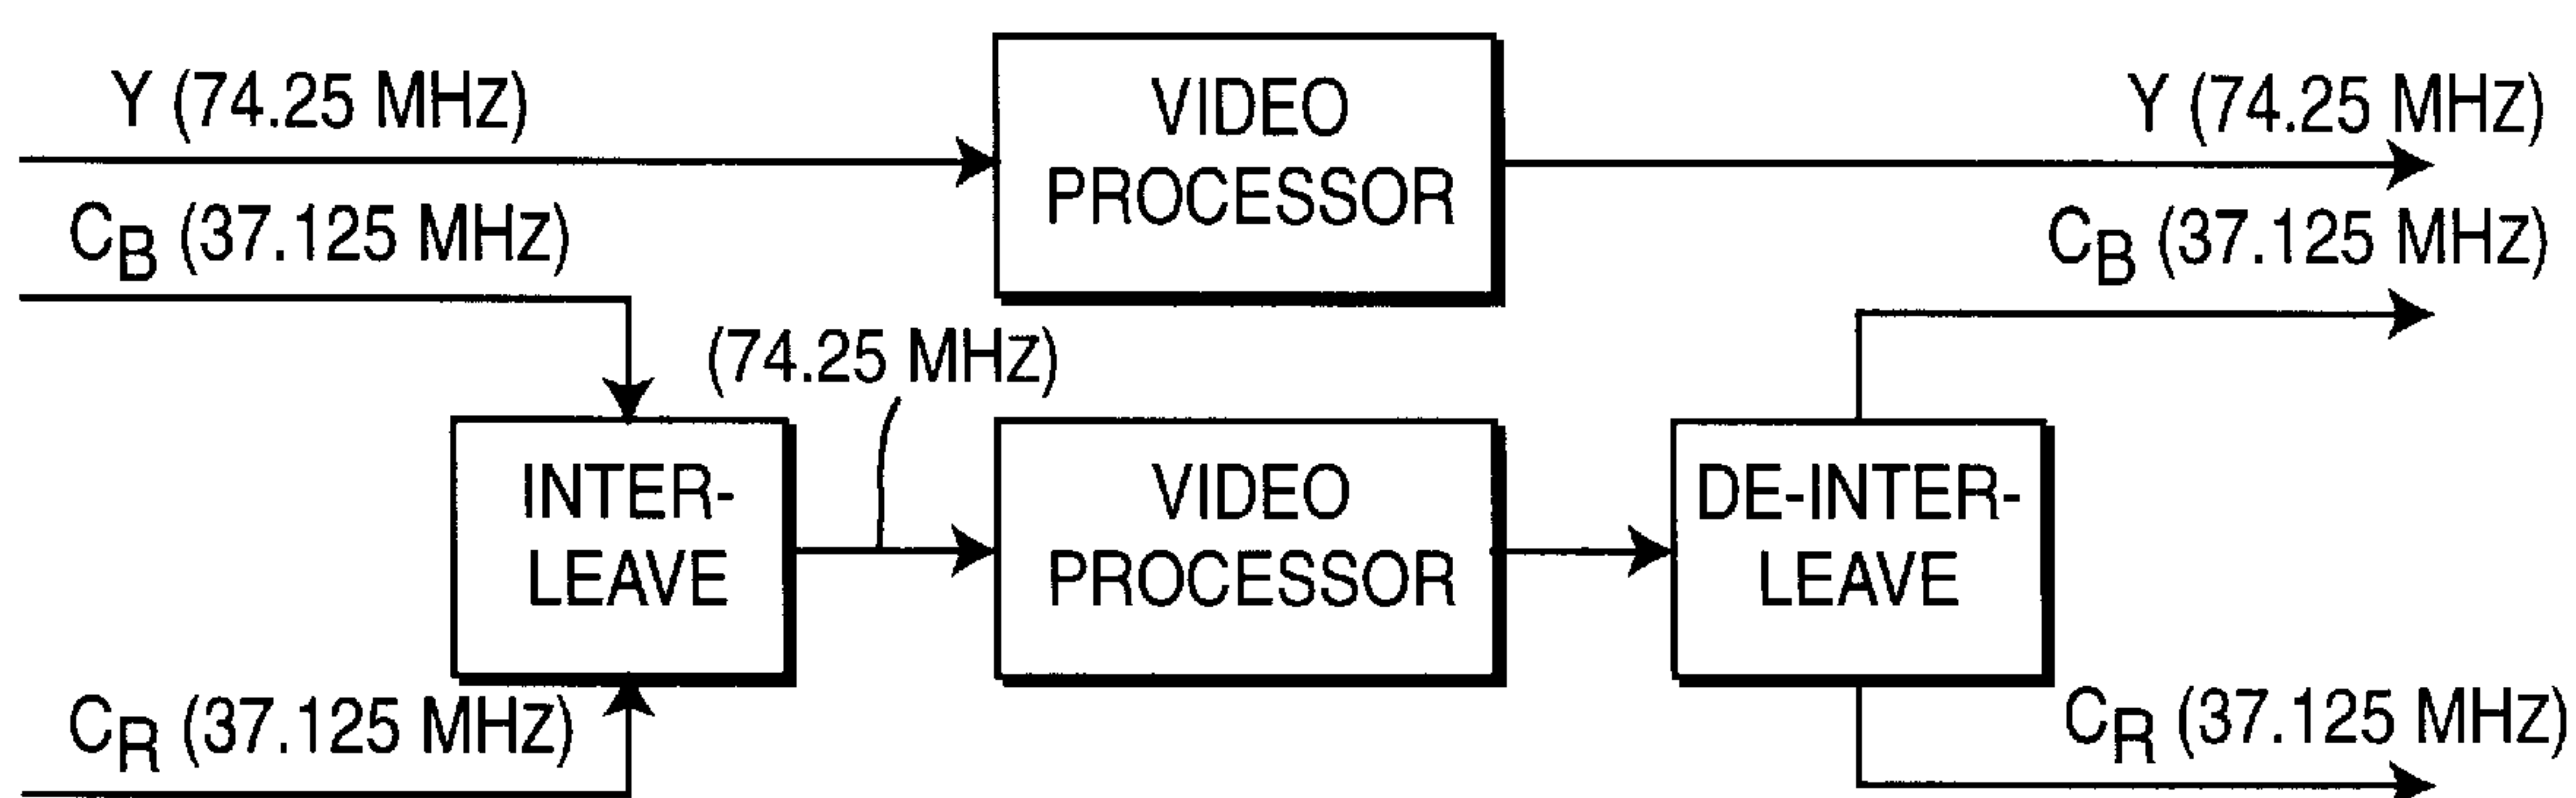 Y (74.25 MHZ)
VIDEO
PROCESSOR
Y (74.25 MHZ)
CB (37.125 MHZ)
CB (37.125 MHZ)
(74.25 MHZ)
INTER-
LEAVE
VIDEO
PROCESSOR
DE-INTER-
LEAVE
CR (37.125 MHZ)
CR (37.125 MHZ)